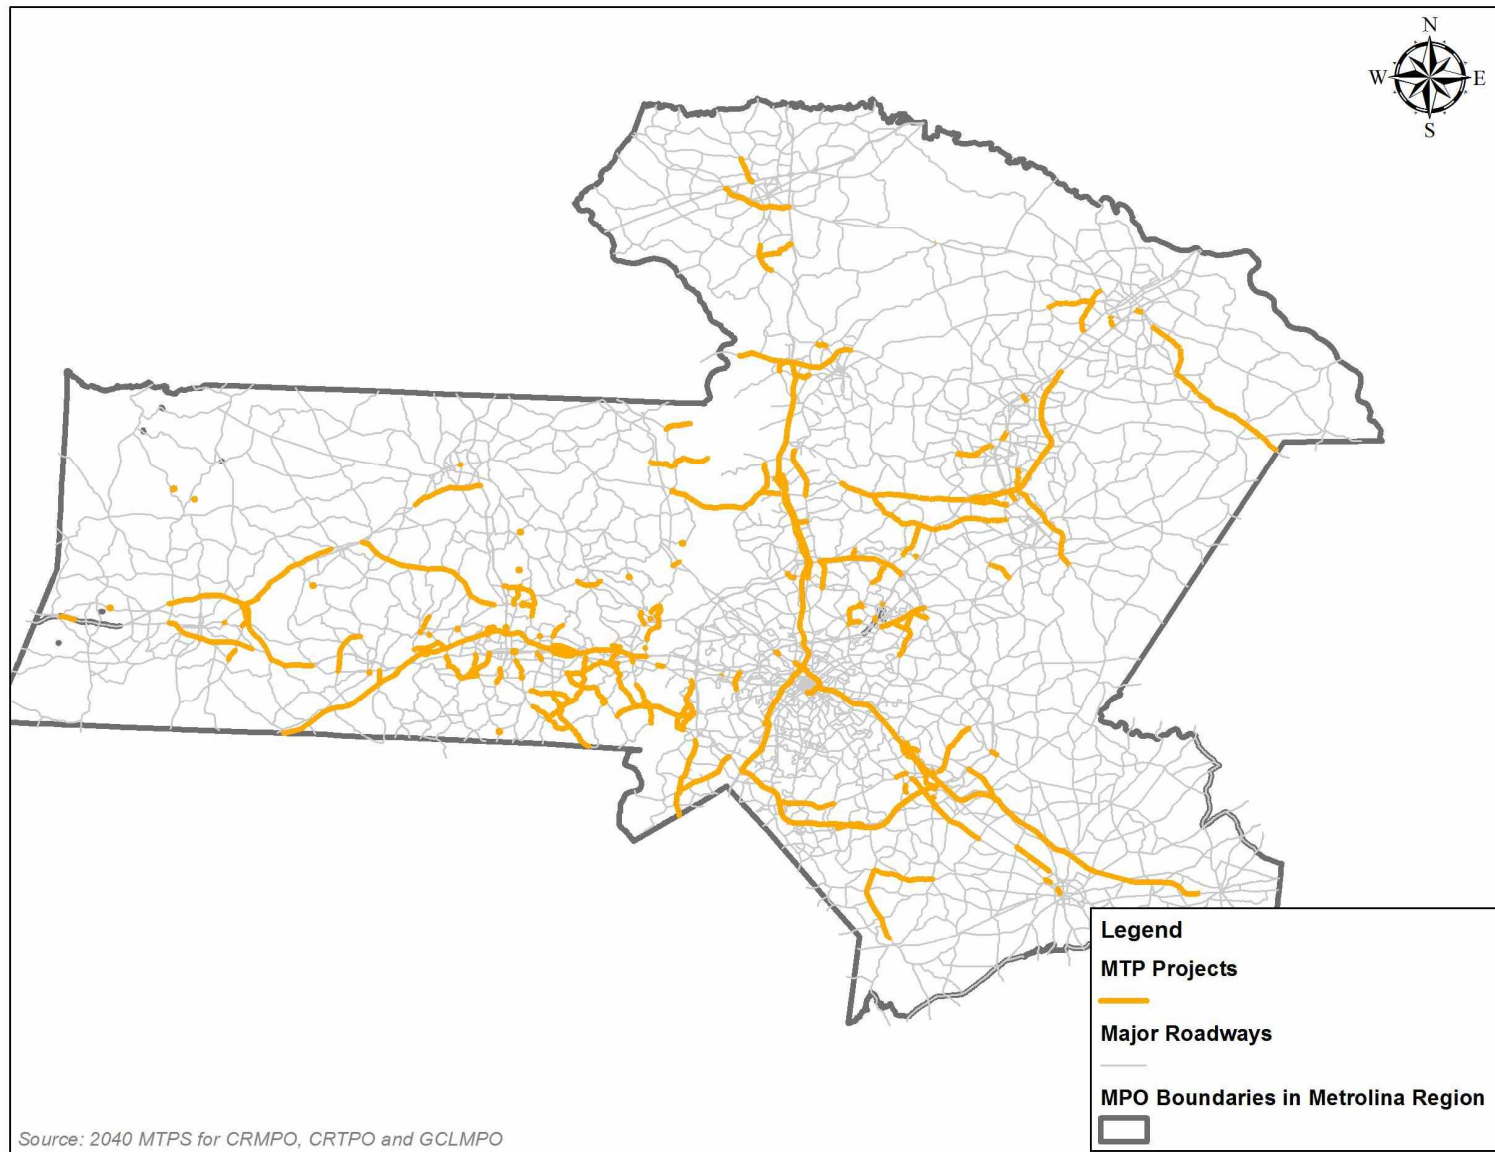 N
W E
S
Legend
MTP Projects
Major Roadways
MPO Boundaries in Metrolina Region
Source: 2040 MTPS for CRMPO, CRTPO and GCLMPO